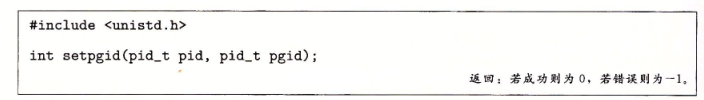 #include <unistd.h>
int setpgid(pid_t pid, pid_t pgid);
返回：若成功则为 0，若错误则为-1。